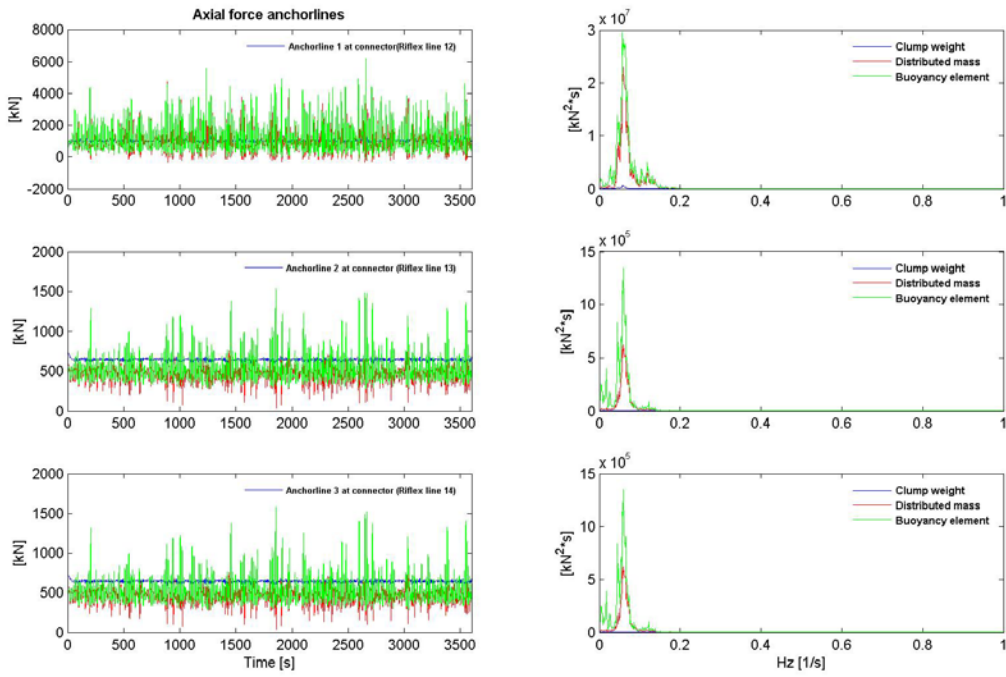 Axial force anchorlines
8000
6000
4000
2000
0
-2000
[kN]
Anchorline 1 at connector(Riflex line 12)
0 500 1000 1500 2000 2500 3000 3500
x 10^7
3
2
1
0
[kN^2*s]
Clump weight
Distributed mass
Buoyancy element
0 0.2 0.4 0.6 0.8 1
2000
1500
1000
500
0
[kN]
Anchorline 2 at connector (Riflex line 13)
0 500 1000 1500 2000 2500 3000 3500
x 10^5
15
10
5
0
[kN^2*s]
Clump weight
Distributed mass
Buoyancy element
0 0.2 0.4 0.6 0.8 1
2000
1500
1000
500
0
[kN]
Anchorline 3 at connector (Riflex line 14)
0 500 1000 1500 2000 2500 3000 3500
Time [s]
x 10^5
15
10
5
0
[kN^2*s]
Clump weight
Distributed mass
Buoyancy element
0 0.2 0.4 0.6 0.8 1
Hz [1/s]